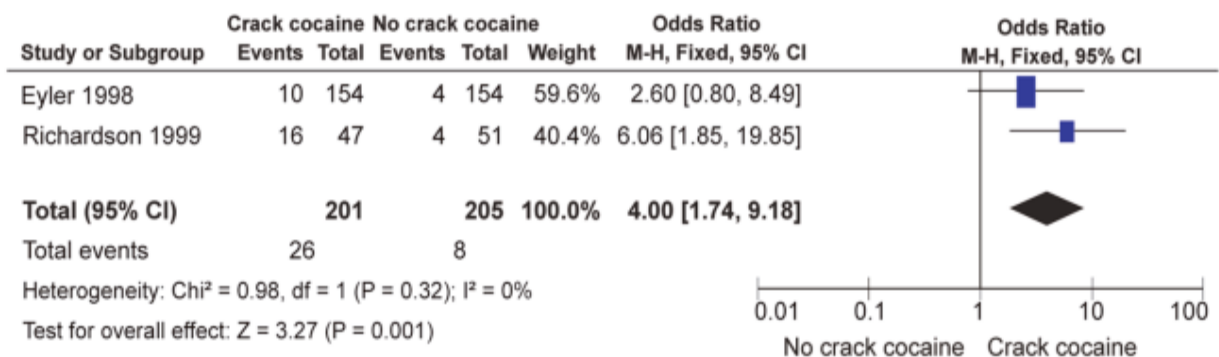 Crack cocaine No crack cocaine Odds Ratio Odds Ratio
Study or Subgroup Events Total Events Total Weight M-H, Fixed, 95% CI M-H, Fixed, 95% CI
Eyler 1998 10 154 4 154 59.6% 2.60 [0.80, 8.49]
Richardson 1999 16 47 4 51 40.4% 6.06 [1.85, 19.85]
Total (95% CI) 201 205 100.0% 4.00 [1.74, 9.18]
Total events 26 8
Heterogeneity: Chi² = 0.98, df = 1 (P = 0.32); I² = 0%
Test for overall effect: Z = 3.27 (P = 0.001)
0.01 0.1 1 10 100
No crack cocaine Crack cocaine